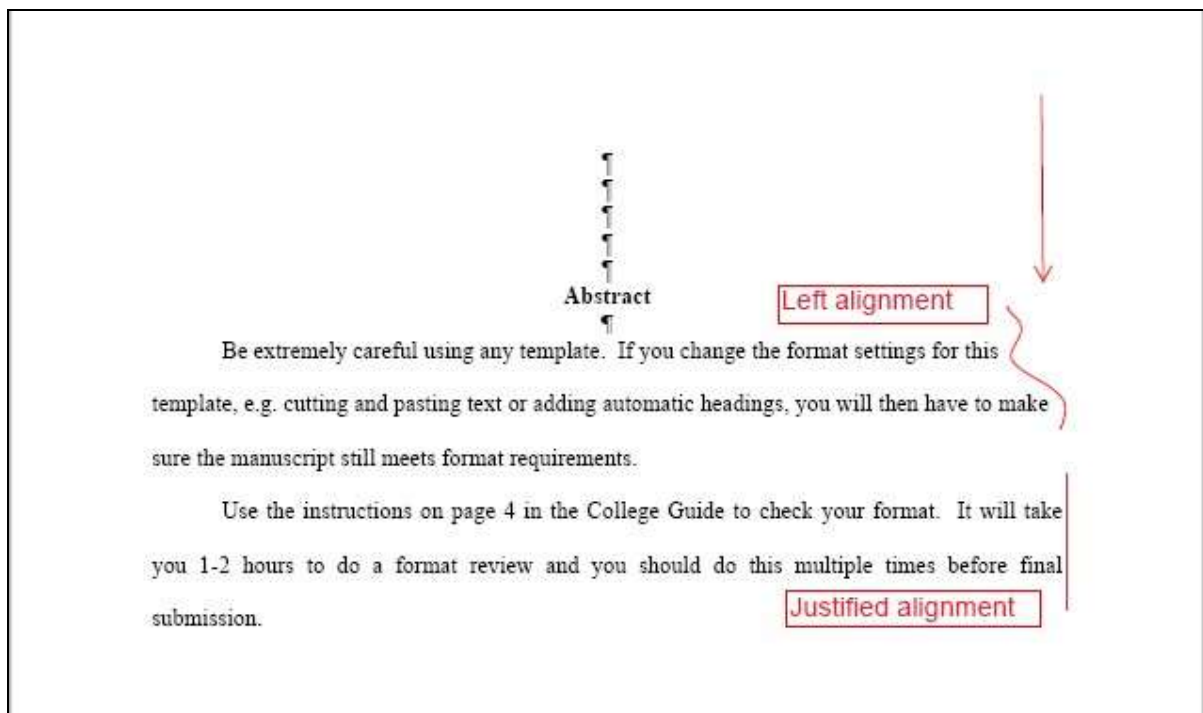 ¶
¶
¶
¶
¶
Abstract
Left alignment
¶
Be extremely careful using any template.  If you change the format settings for this
template, e.g. cutting and pasting text or adding automatic headings, you will then have to make
sure the manuscript still meets format requirements.
Use the instructions on page 4 in the College Guide to check your format.  It will take
you 1-2 hours to do a format review and you should do this multiple times before final
submission.
Justified alignment